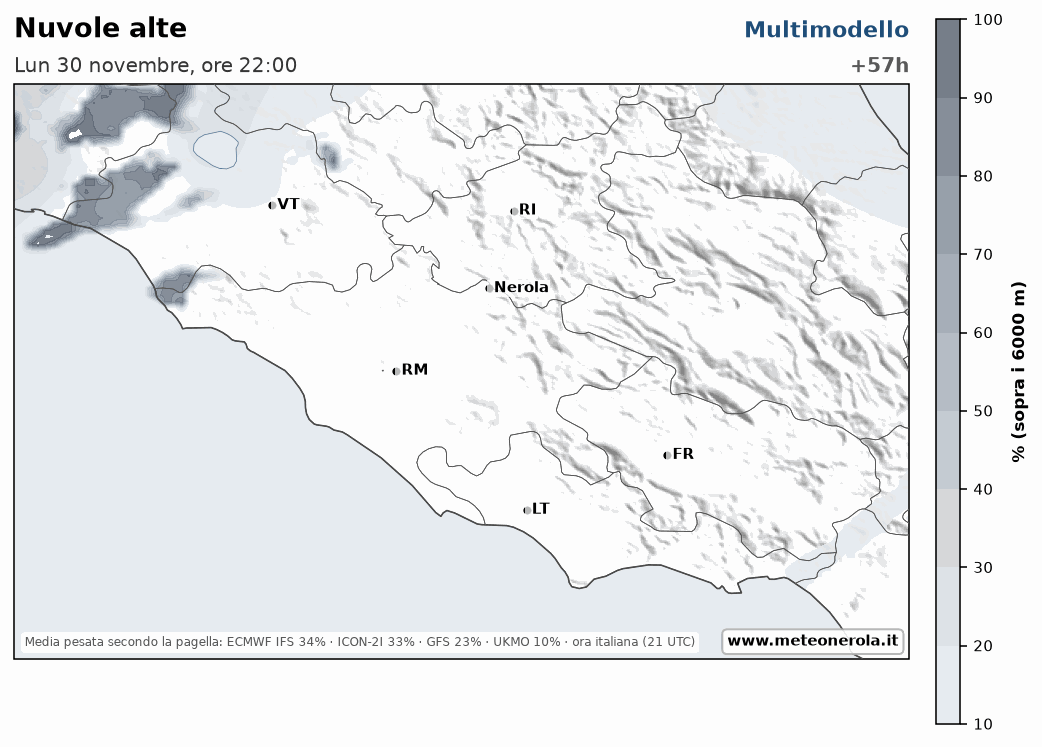 Nuvole alte
Multimodello
Lun 30 novembre, ore 22:00
+57h
VT
RI
Nerola
RM
FR
LT
Media pesata secondo la pagella: ECMWF IFS 34% · ICON-2I 33% · GFS 23% · UKMO 10% · ora italiana (21 UTC)
www.meteonerola.it
100
90
80
70
60
50
40
30
20
10
% (sopra i 6000 m)